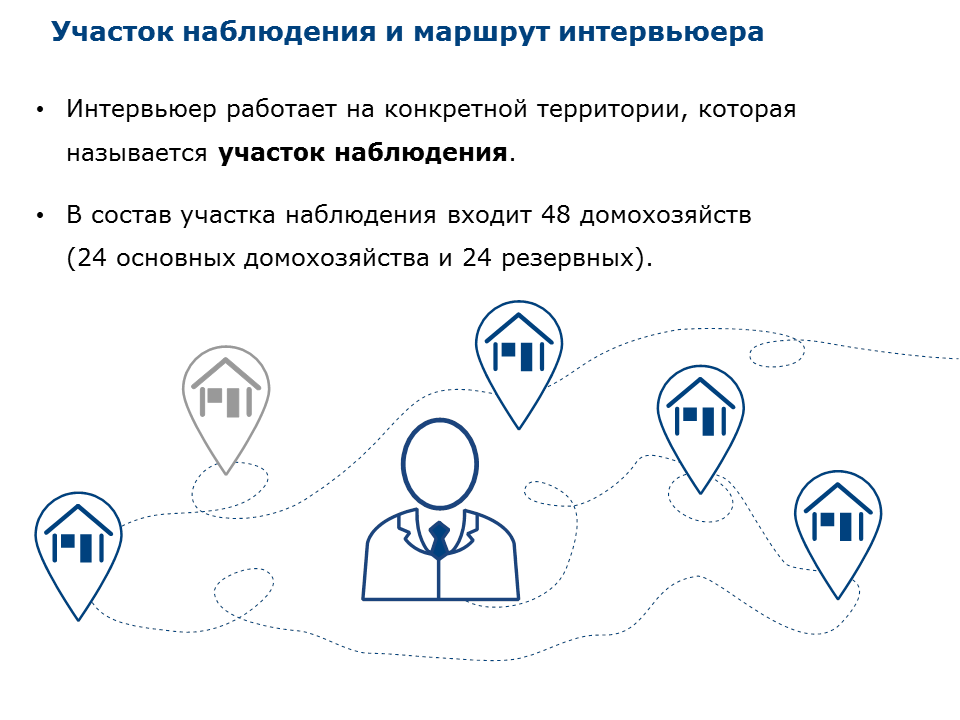 Участок наблюдения и маршрут интервьюера
• Интервьюер работает на конкретной территории, которая
называется участок наблюдения.
• В состав участка наблюдения входит 48 домохозяйств
(24 основных домохозяйства и 24 резервных).